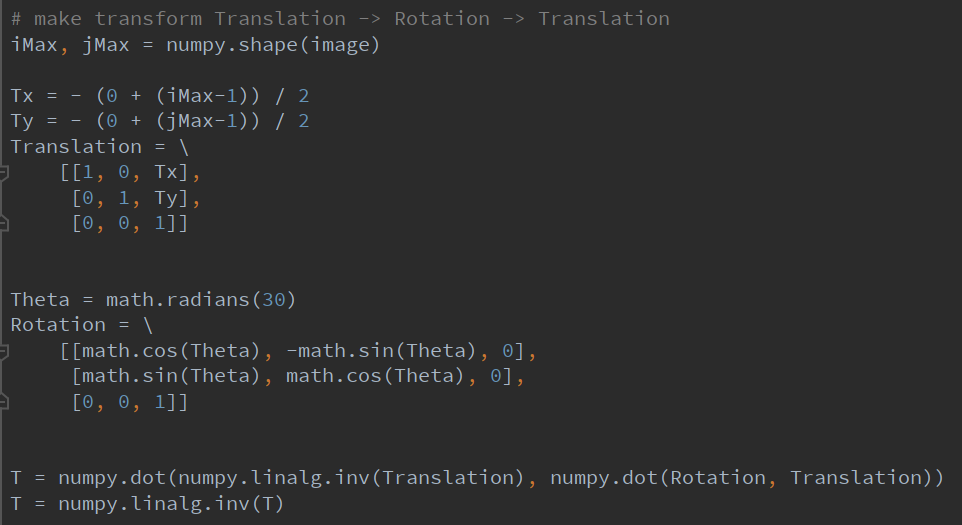 # make transform Translation -> Rotation -> Translation
iMax, jMax = numpy.shape(image)
Tx = - (0 + (iMax-1)) / 2
Ty = - (0 + (jMax-1)) / 2
Translation = \
[[1, 0, Tx],
[0, 1, Ty],
[0, 0, 1]]
Theta = math.radians(30)
Rotation = \
[[math.cos(Theta), -math.sin(Theta), 0],
[math.sin(Theta), math.cos(Theta), 0],
[0, 0, 1]]
T = numpy.dot(numpy.linalg.inv(Translation), numpy.dot(Rotation, Translation))
T = numpy.linalg.inv(T)